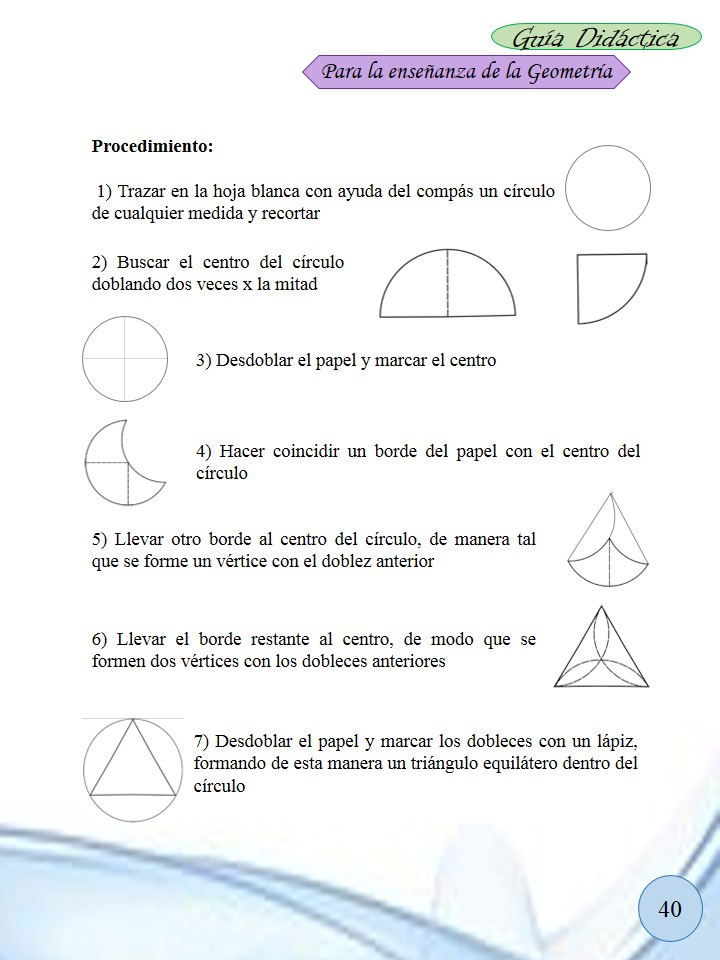 Guía Didáctica
Para la enseñanza de la Geometría
Procedimiento:
1) Trazar en la hoja blanca con ayuda del compás un círculo
de cualquier medida y recortar
2) Buscar el centro del círculo
doblando dos veces x la mitad
3) Desdoblar el papel y marcar el centro
4) Hacer coincidir un borde del papel con el centro del
círculo
5) Llevar otro borde al centro del círculo, de manera tal
que se forme un vértice con el doblez anterior
6) Llevar el borde restante al centro, de modo que se
formen dos vértices con los dobleces anteriores
7) Desdoblar el papel y marcar los dobleces con un lápiz,
formando de esta manera un triángulo equilátero dentro del
círculo
40